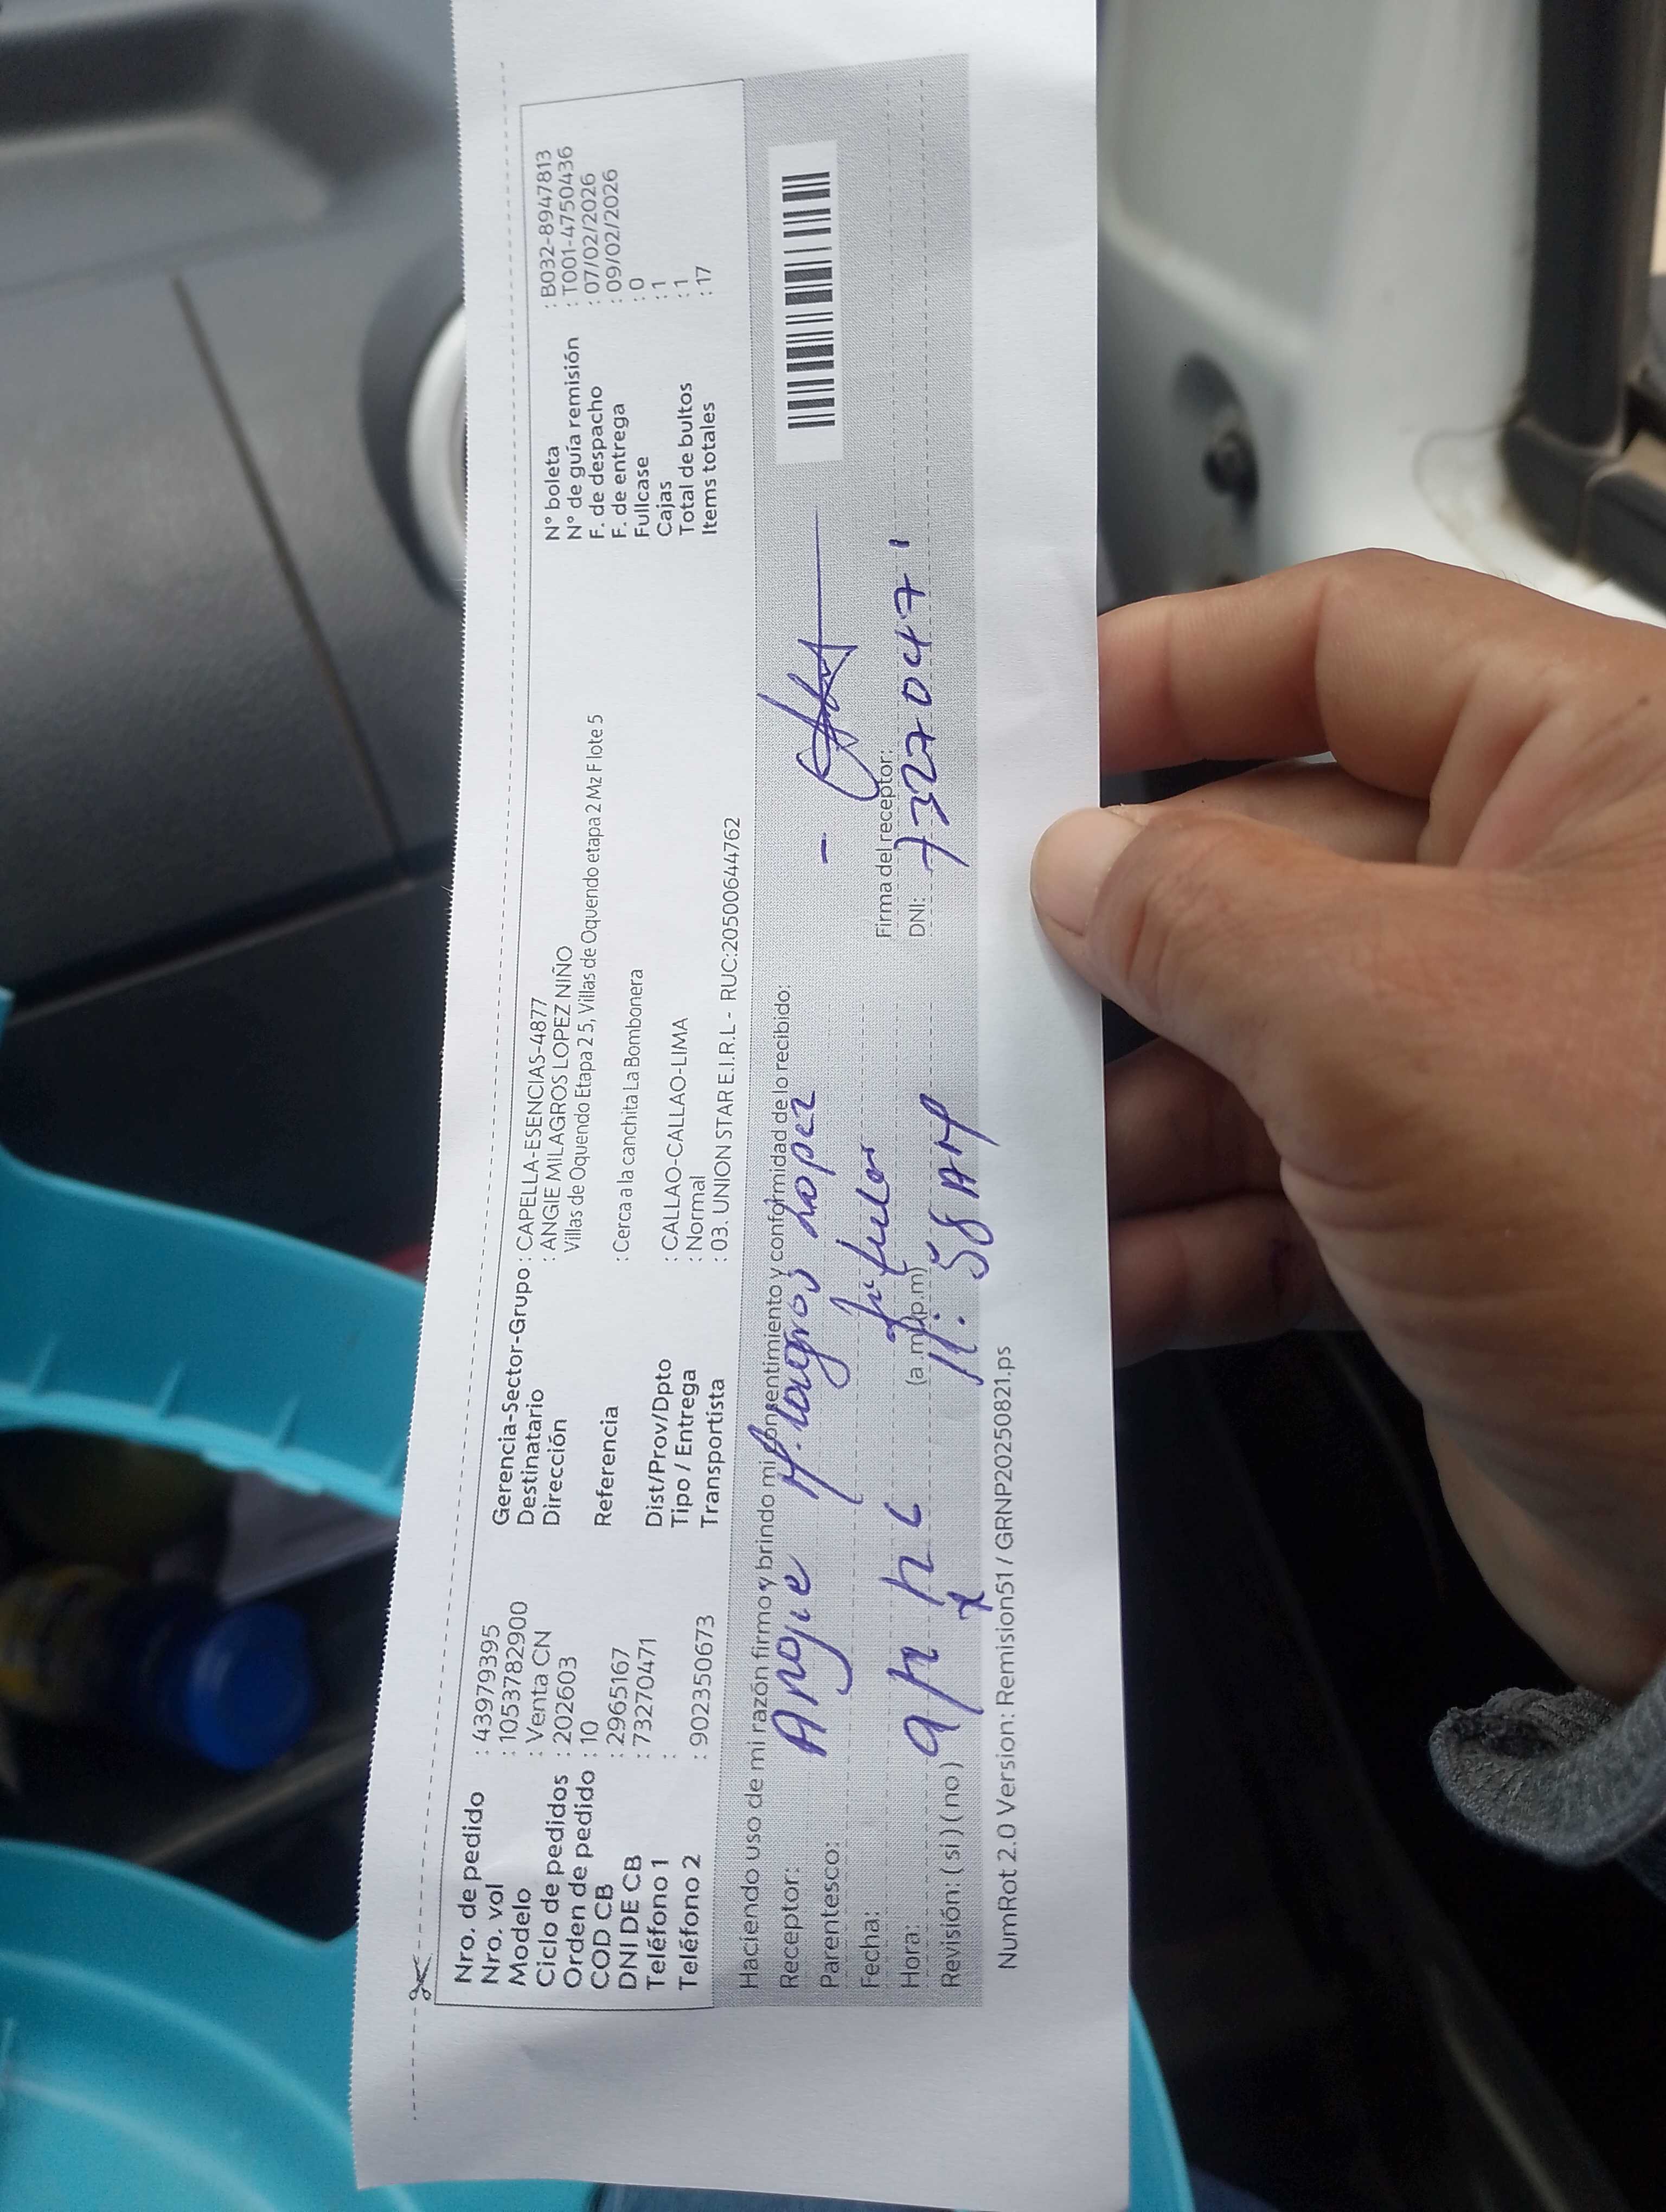 Nro. de pedido : 43979395
Nro. vol : 1053782900
Modelo : Venta CN
Ciclo de pedidos : 202603
Orden de pedido : 10
COD CB : 2965167
DNI DE CB : 73270471
Teléfono 1 :
Teléfono 2 : 902350673
Gerencia-Sector-Grupo : CAPELLA-ESENCIAS-4877
Destinatario : ANGIE MILAGROS LOPEZ NIÑO
Dirección Villas de Oquendo Etapa 2 5, Villas de Oquendo etapa 2 Mz F lote 5
Referencia : Cerca a la canchita La Bombonera
Dist/Prov/Dpto : CALLAO-CALLAO-LIMA
Tipo / Entrega : Normal
Transportista : 03. UNION STAR E.I.R.L - RUC:20500644762
N° boleta : B032-8947813
N° de guía remisión : T001-4750436
F. de despacho : 07/02/2026
F. de entrega : 09/02/2026
Fullcase : 0
Cajas : 1
Total de bultos : 1
Items totales : 17
Haciendo uso de mi razón firmo y brindo mi consentimiento y conformidad de lo recibido:
Receptor: Angie Milagros Lopez
Parentesco: titular
Fecha:
Hora: (a.m/p.m) 11:58 AM
Revisión: (si) (no)
Firma del receptor:
DNI: 73270471
NumRot 2.0 Version: Remision51 / GRNP20250821.ps